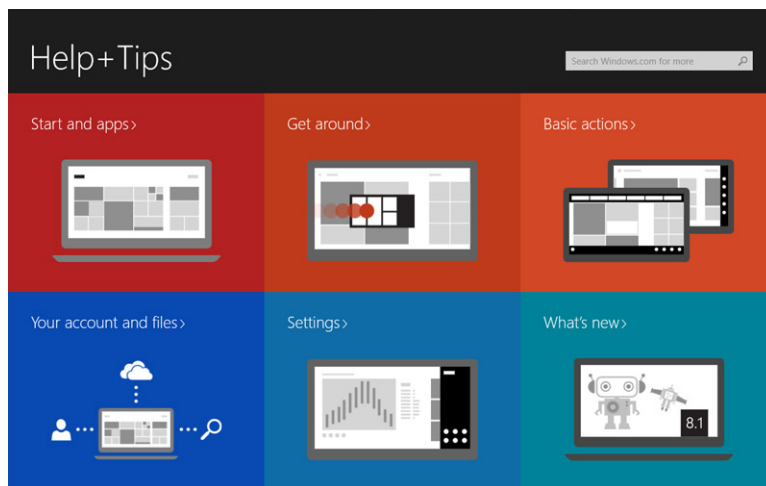 Help+Tips
Search Windows.com for more
Start and apps>
Get around>
Basic actions>
Your account and files>
Settings>
What's new>
8.1